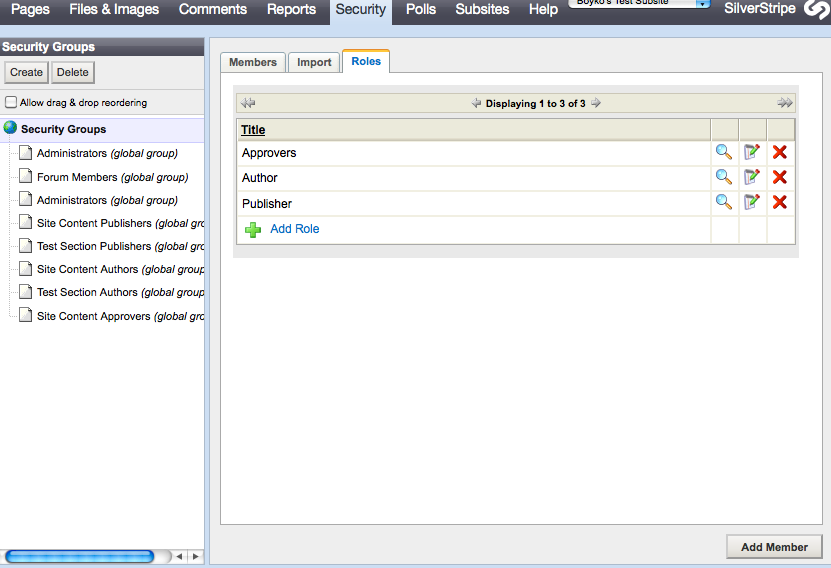 Pages Files & Images Comments Reports Security Polls Subsites Help Boyko's Test Subsite SilverStripe
Security Groups
Create Delete
Allow drag & drop reordering
Security Groups
Administrators (global group)
Forum Members (global group)
Administrators (global group)
Site Content Publishers (global grou
Test Section Publishers (global gro
Site Content Authors (global group
Test Section Authors (global group
Site Content Approvers (global gro
Members Import Roles
Displaying 1 to 3 of 3
Title
Approvers
Author
Publisher
Add Role
Add Member